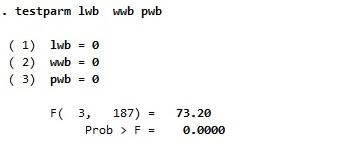 . testparm lwb  wwb pwb
( 1)  lwb = 0
( 2)  wwb = 0
( 3)  pwb = 0
F(  3,   187) =   73.20
Prob > F =    0.0000